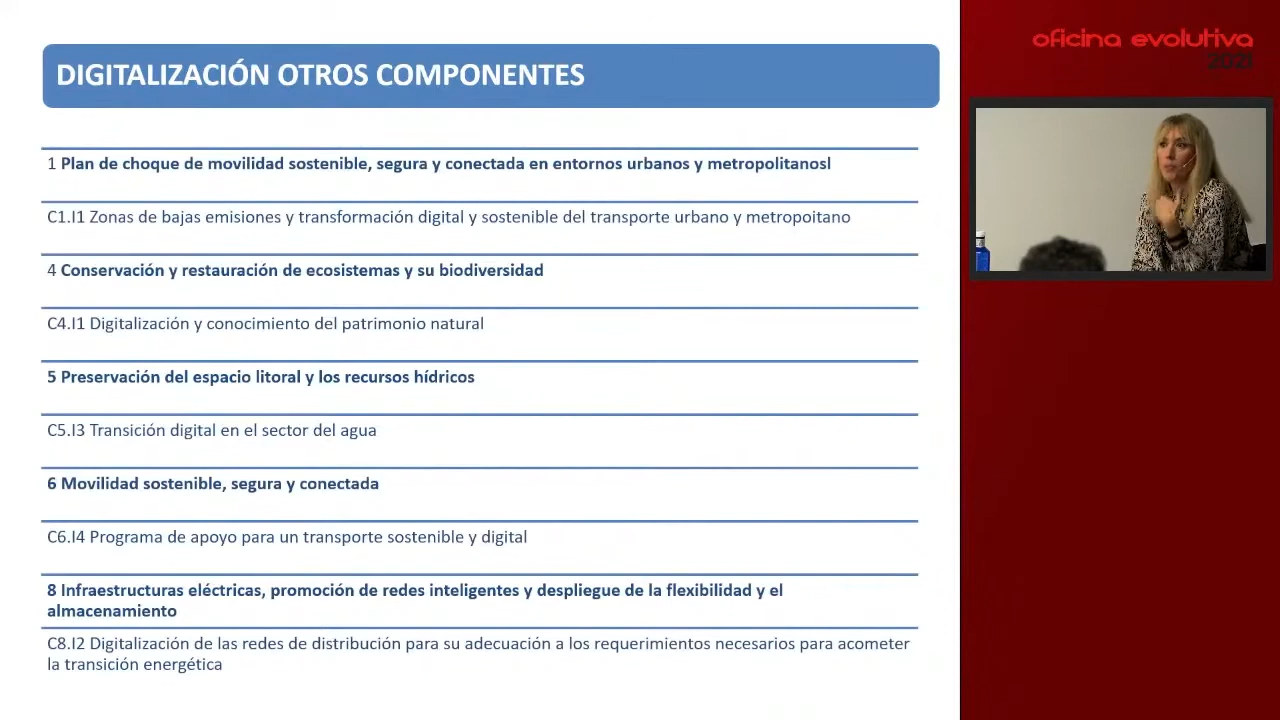 DIGITALIZACIÓN OTROS COMPONENTES
1 Plan de choque de movilidad sostenible, segura y conectada en entornos urbanos y metropolitanosl
C1.I1 Zonas de bajas emisiones y transformación digital y sostenible del transporte urbano y metropoitano
4 Conservación y restauración de ecosistemas y su biodiversidad
C4.I1 Digitalización y conocimiento del patrimonio natural
5 Preservación del espacio litoral y los recursos hídricos
C5.I3 Transición digital en el sector del agua
6 Movilidad sostenible, segura y conectada
C6.I4 Programa de apoyo para un transporte sostenible y digital
8 Infraestructuras eléctricas, promoción de redes inteligentes y despliegue de la flexibilidad y el
almacenamiento
C8.I2 Digitalización de las redes de distribución para su adecuación a los requerimientos necesarios para acometer
la transición energética
oficina evolutiva
2021